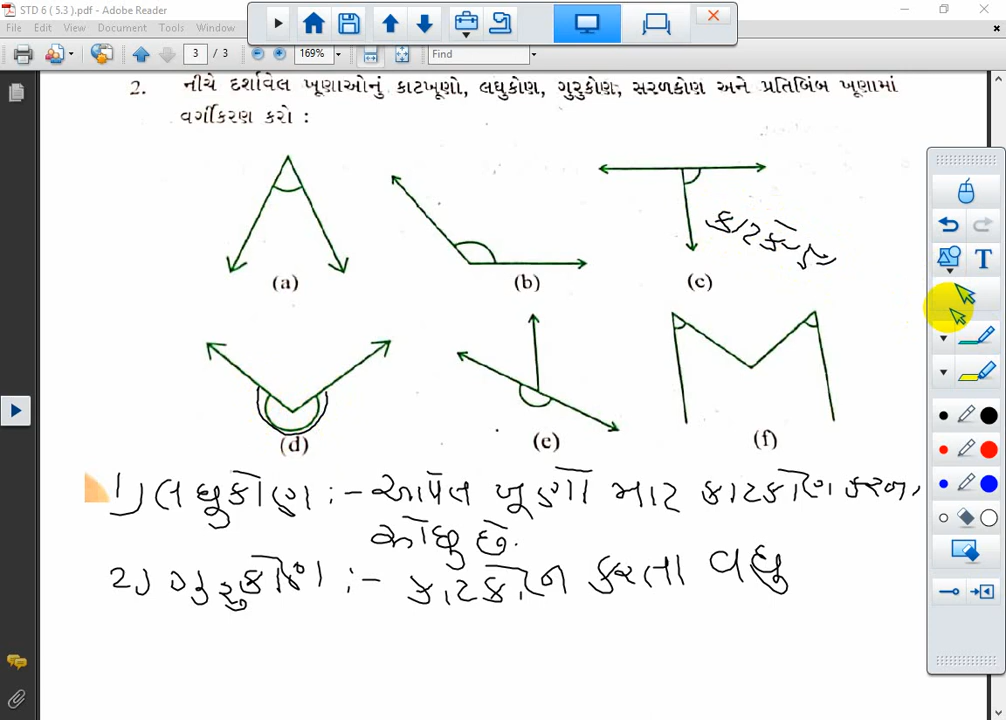 STD 6 ( 5.3 ).pdf - Adobe Reader
File Edit View Document Tools Window
3 / 3 169% Find
2. નીચે દર્શાવેલ ખૂણાઓનું કાટખૂણો, લઘુકોણ, ગુરુકોણ, સરળકોણ અને પ્રતિબિંબ ખૂણામાં
વર્ગીકરણ કરો :
(a) (b) (c)
(d) (e) (f)
1) લઘુકોણ :- આપેલ ખૂણો માટ કાટકોણ કરતા
ઓછુ છે.
2) ગુરુકોણ :- કાટકોન કરતા વધુ
T